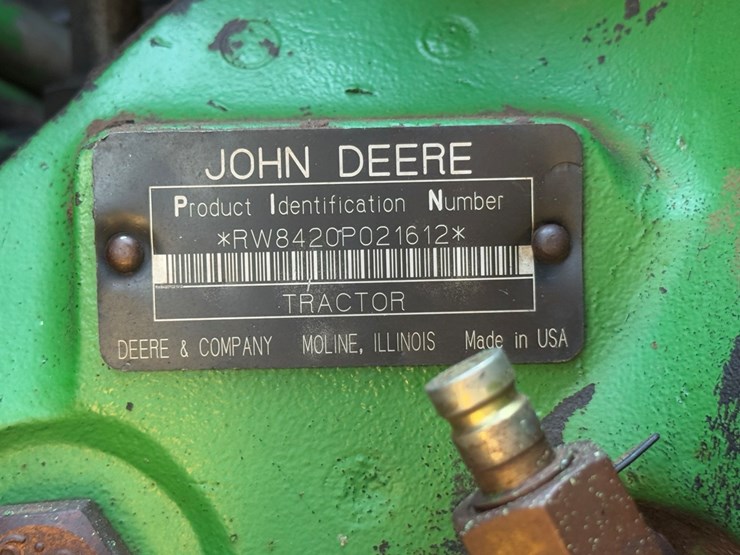 JOHN DEERE
Product Identification Number
*RW8420P021612*
TRACTOR
DEERE & COMPANY MOLINE, ILLINOIS Made in USA